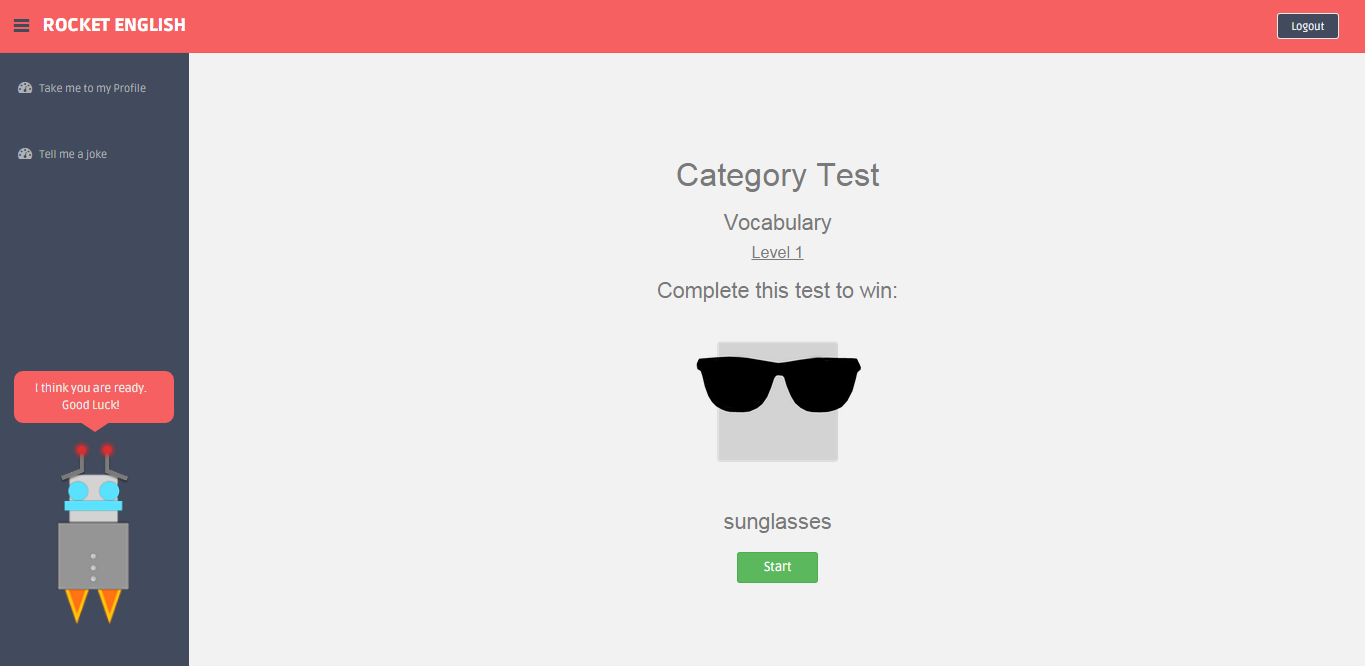 ROCKET ENGLISH
Logout
Take me to my Profile
Tell me a joke
I think you are ready.
Good Luck!
Category Test
Vocabulary
Level 1
Complete this test to win:
sunglasses
Start